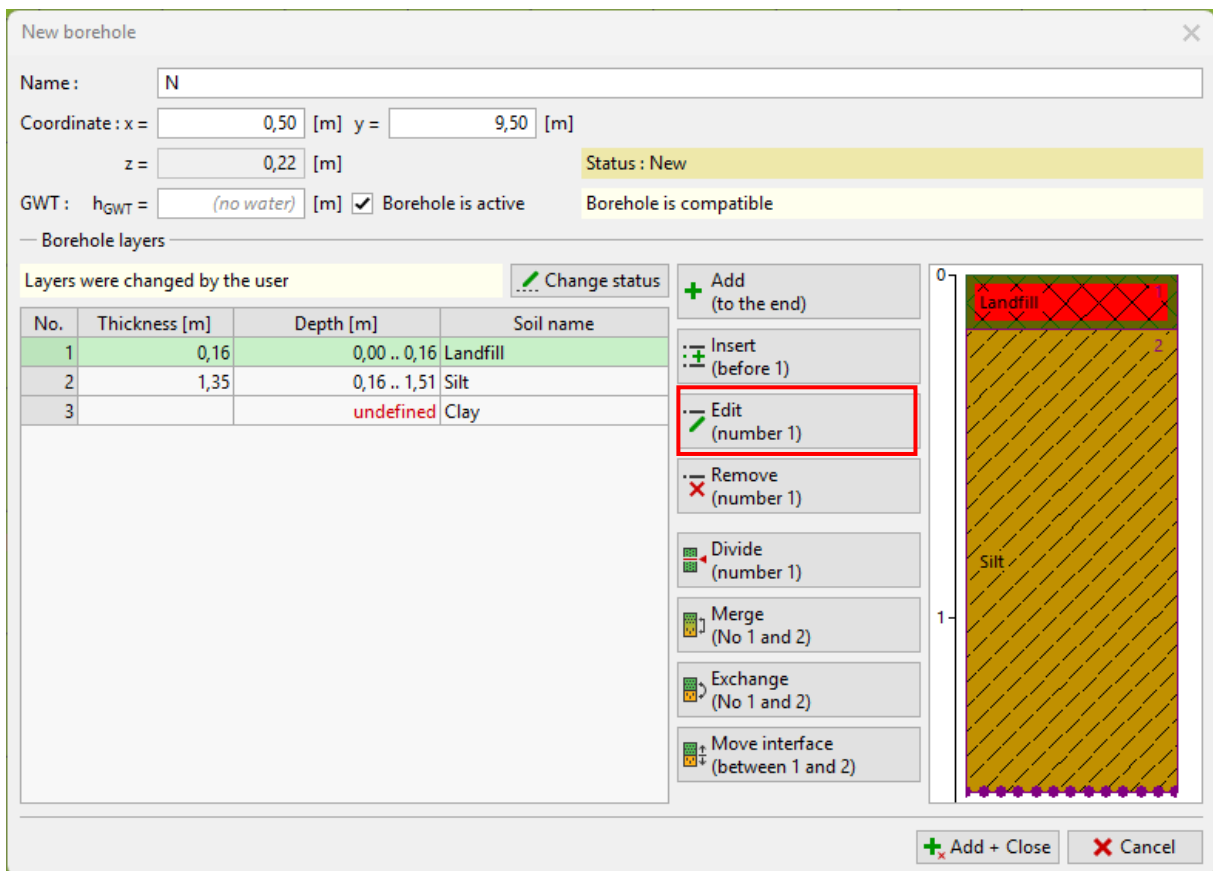 New borehole
Name :
N
Coordinate : x =
0,50
[m]
y =
9,50
[m]
z =
0,22
[m]
Status : New
GWT :
hGWT =
(no water)
[m]
Borehole is active
Borehole is compatible
Borehole layers
Layers were changed by the user
Change status
No.
Thickness [m]
Depth [m]
Soil name
1
0,16
0,00 .. 0,16
Landfill
2
1,35
0,16 .. 1,51
Silt
3
undefined
Clay
Add
(to the end)
Insert
(before 1)
Edit
(number 1)
Remove
(number 1)
Divide
(number 1)
Merge
(No 1 and 2)
Exchange
(No 1 and 2)
Move interface
(between 1 and 2)
0
Landfill
1
2
Silt
1
Add + Close
Cancel